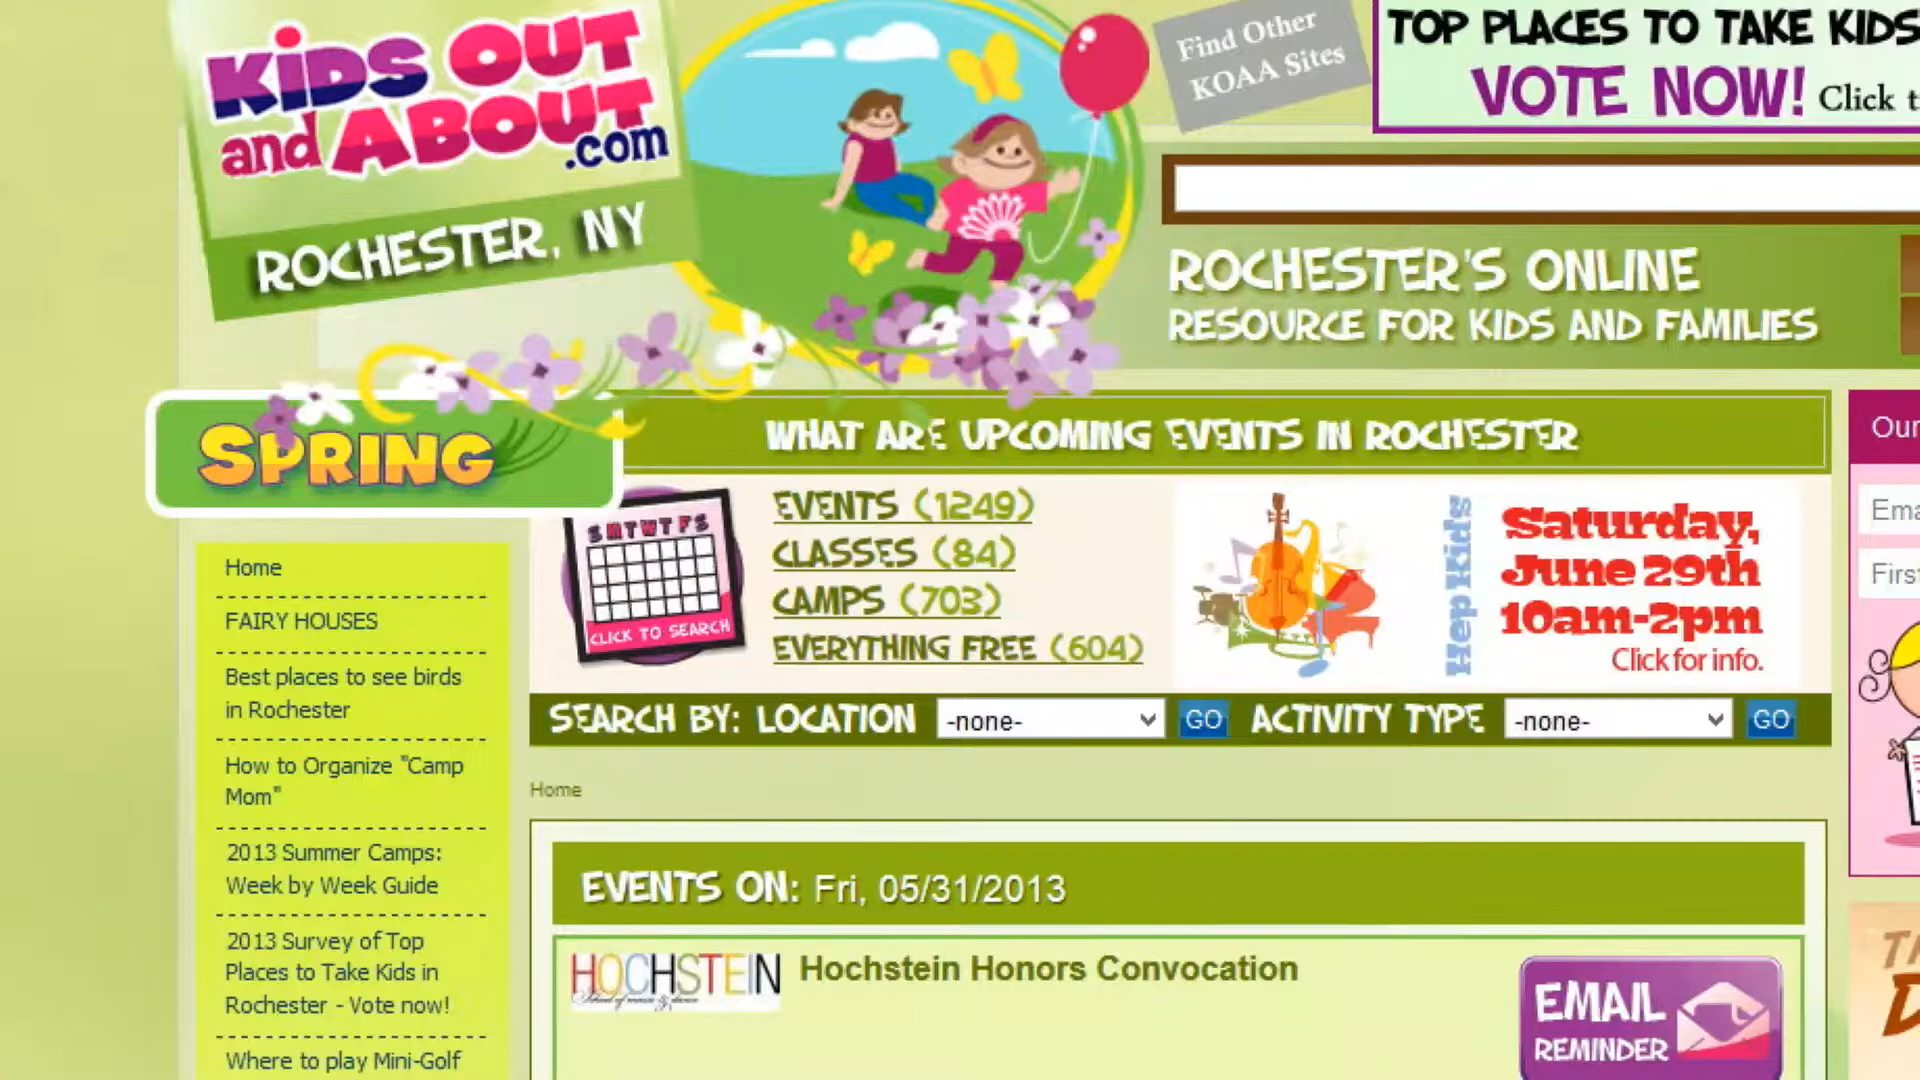 KIDS OUT
and ABOUT
.com
ROCHESTER, NY
Find Other
KOAA Sites
TOP PLACES TO TAKE KIDS
VOTE NOW! Click
ROCHESTER'S ONLINE
RESOURCE FOR KIDS AND FAMILIES
SPRING
WHAT ARE UPCOMING EVENTS IN ROCHESTER
Our
SMTWTFS
CLICK TO SEARCH
EVENTS (1249)
CLASSES (84)
CAMPS (703)
EVERYTHING FREE (604)
Hep Kids
Saturday,
June 29th
10am-2pm
Click for info.
SEARCH BY: LOCATION -none- GO ACTIVITY TYPE -none- GO
Home
FAIRY HOUSES
Best places to see birds
in Rochester
How to Organize "Camp
Mom"
2013 Summer Camps:
Week by Week Guide
2013 Survey of Top
Places to Take Kids in
Rochester - Vote now!
Where to play Mini-Golf
Home
EVENTS ON: Fri, 05/31/2013
HOCHSTEIN
School of music & dance
Hochstein Honors Convocation
EMAIL
REMINDER